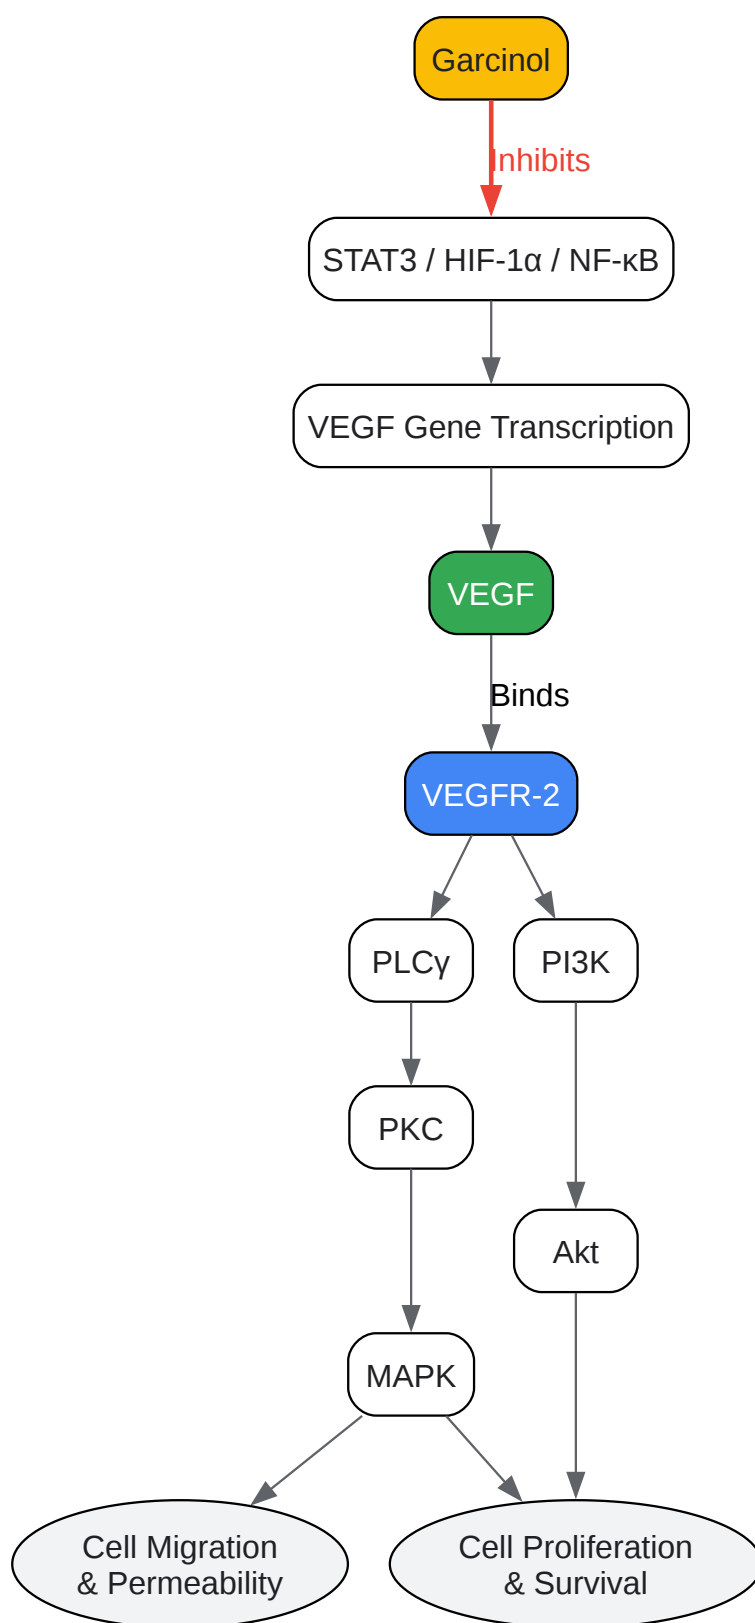 Garcinol
Inhibits
STAT3 / HIF-1α / NF-κB
VEGF Gene Transcription
VEGF
Binds
VEGFR-2
PLCγ
PI3K
PKC
Akt
MAPK
Cell Migration
& Permeability
Cell Proliferation
& Survival